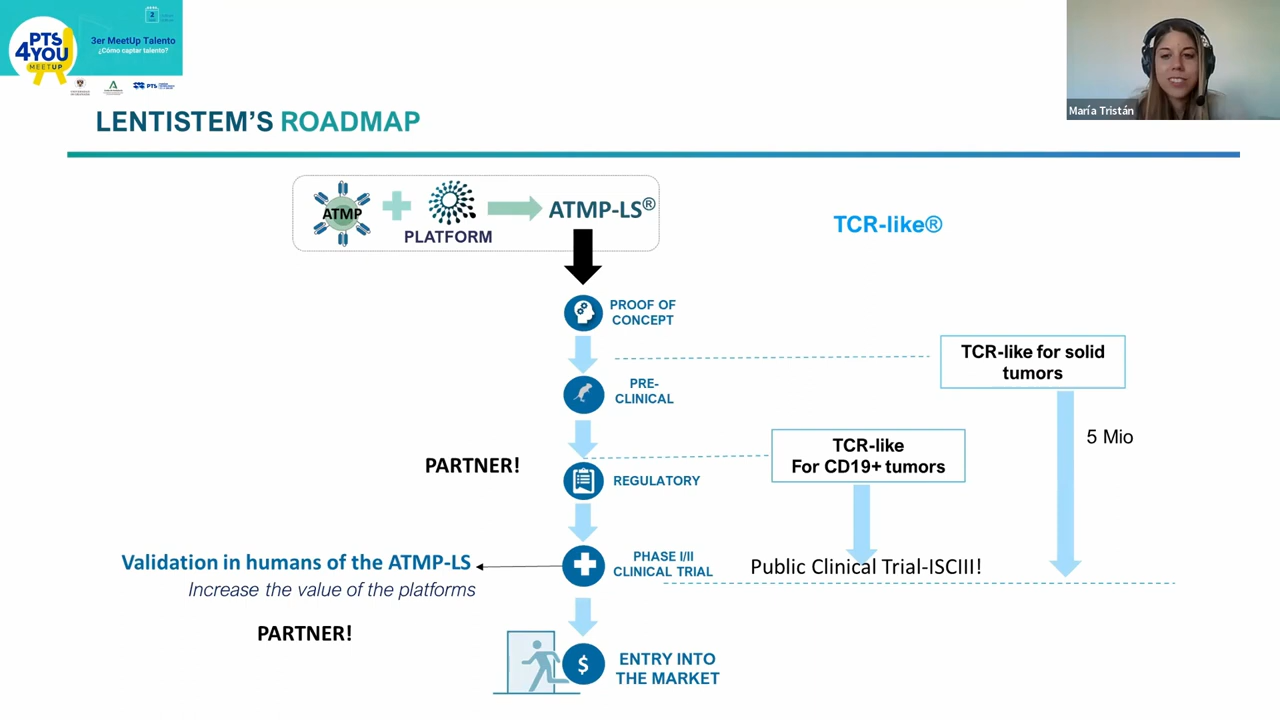 PTS
4YOU
MEETUP
3er MeetUp Talento
¿Cómo captar talento?
María Tristán
LENTISTEM'S ROADMAP
ATMP
PLATFORM
ATMP-LS®
TCR-like®
PROOF OF
CONCEPT
TCR-like for solid
tumors
PRE-
CLINICAL
5 Mio
TCR-like
For CD19+ tumors
PARTNER!
REGULATORY
Validation in humans of the ATMP-LS
Increase the value of the platforms
PHASE I/II
CLINICAL TRIAL
Public Clinical Trial-ISCIII!
PARTNER!
$
ENTRY INTO
THE MARKET